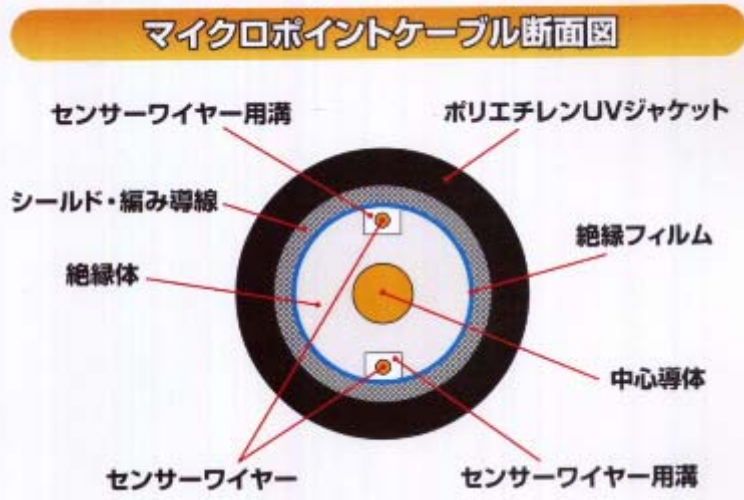 マイクロポイントケーブル断面図
センサーワイヤー用溝
ポリエチレンUVジャケット
シールド・編み導線
絶縁フィルム
絶縁体
中心導体
センサーワイヤー
センサーワイヤー用溝